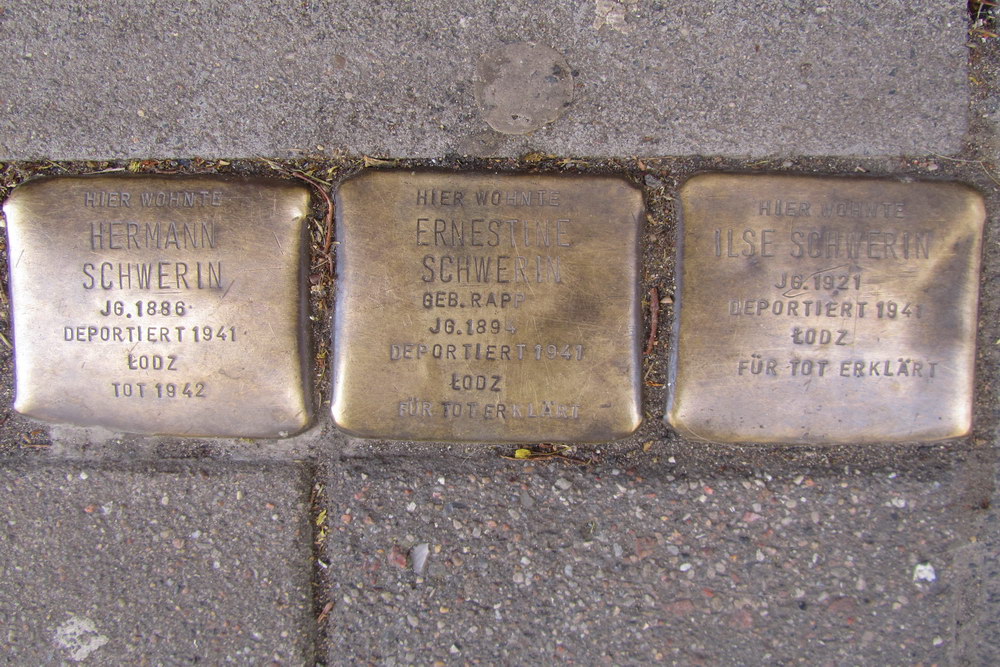 HIER WOHNTE
HERMANN
SCHWERIN
JG. 1886
DEPORTIERT 1941
ŁODZ
TOT 1942
HIER WOHNTE
ERNESTINE
SCHWERIN
GEB. RAPP
JG. 1894
DEPORTIERT 1941
ŁODZ
FÜR TOT ERKLÄRT
HIER WOHNTE
ILSE SCHWERIN
JG. 1921
DEPORTIERT 1941
ŁODZ
FÜR TOT ERKLÄRT